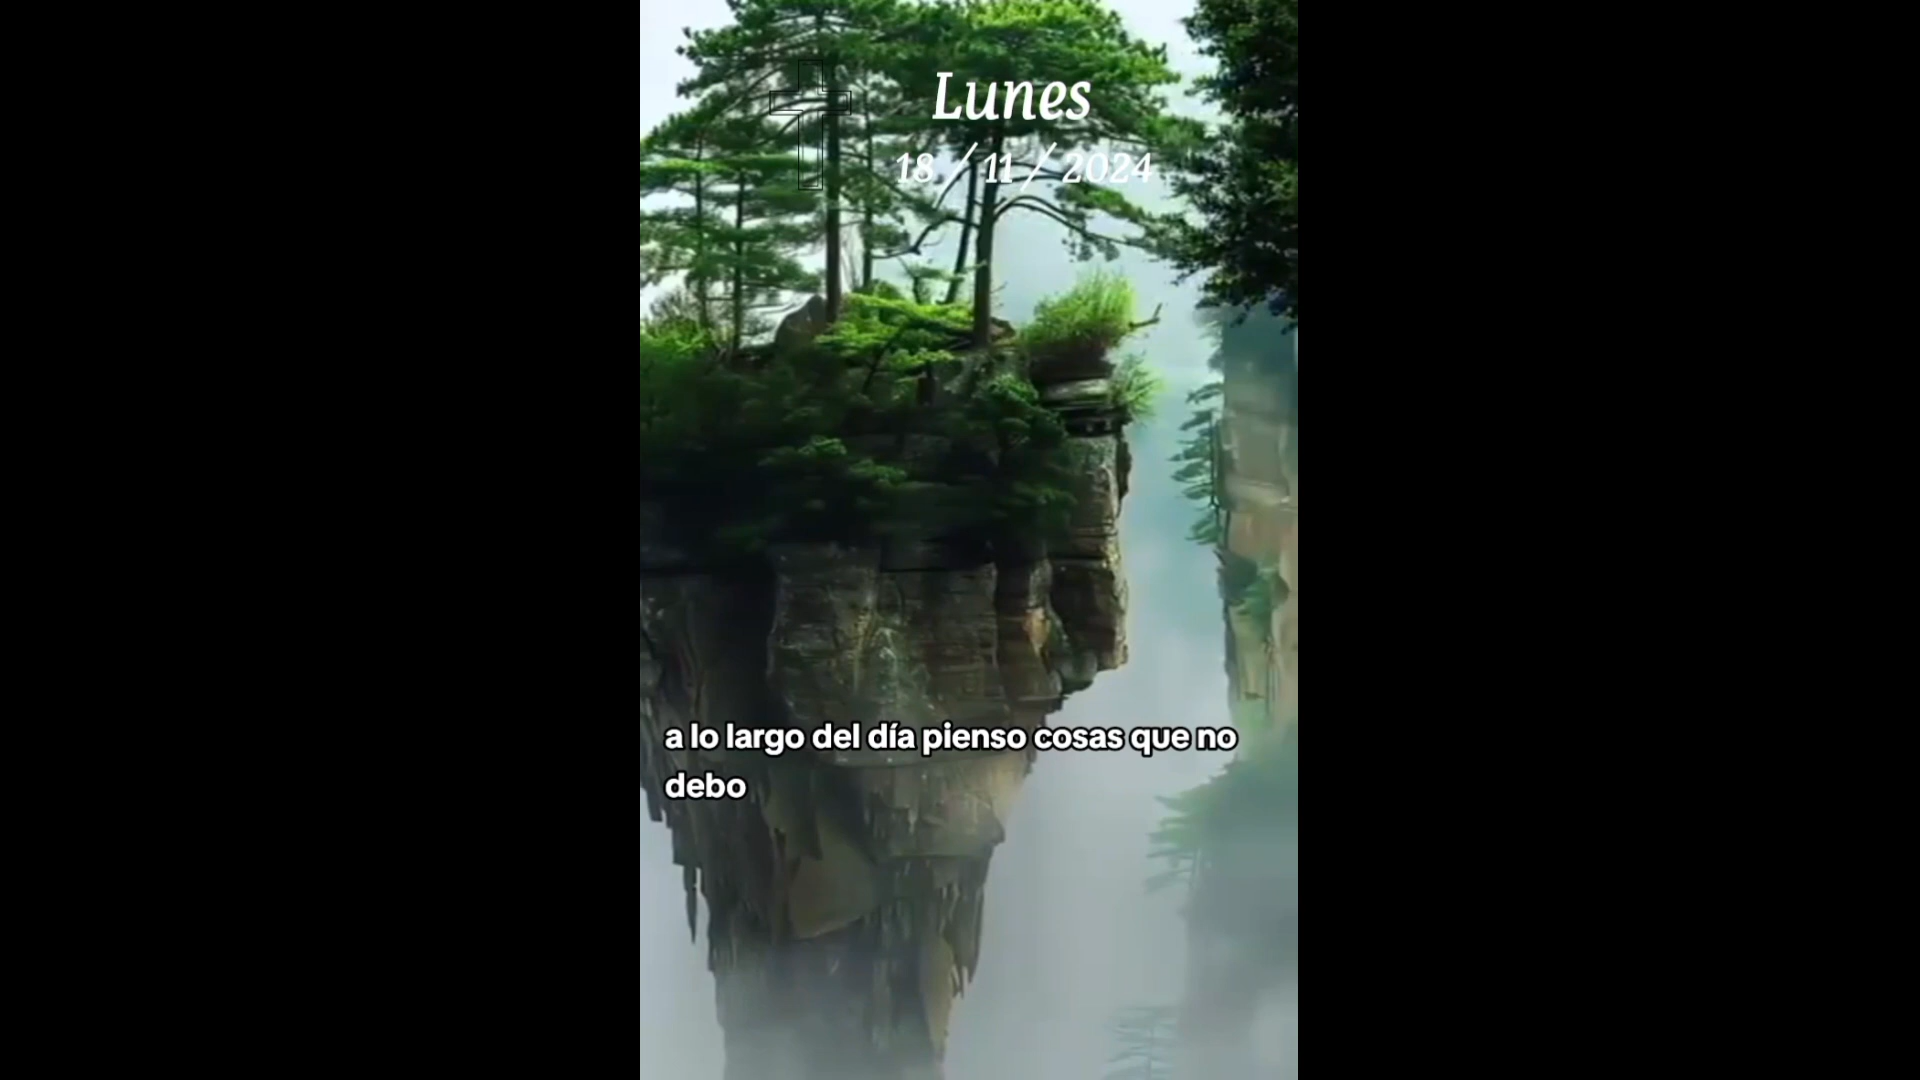 Lunes
18 / 11 / 2024
a lo largo del día pienso cosas que no
debo